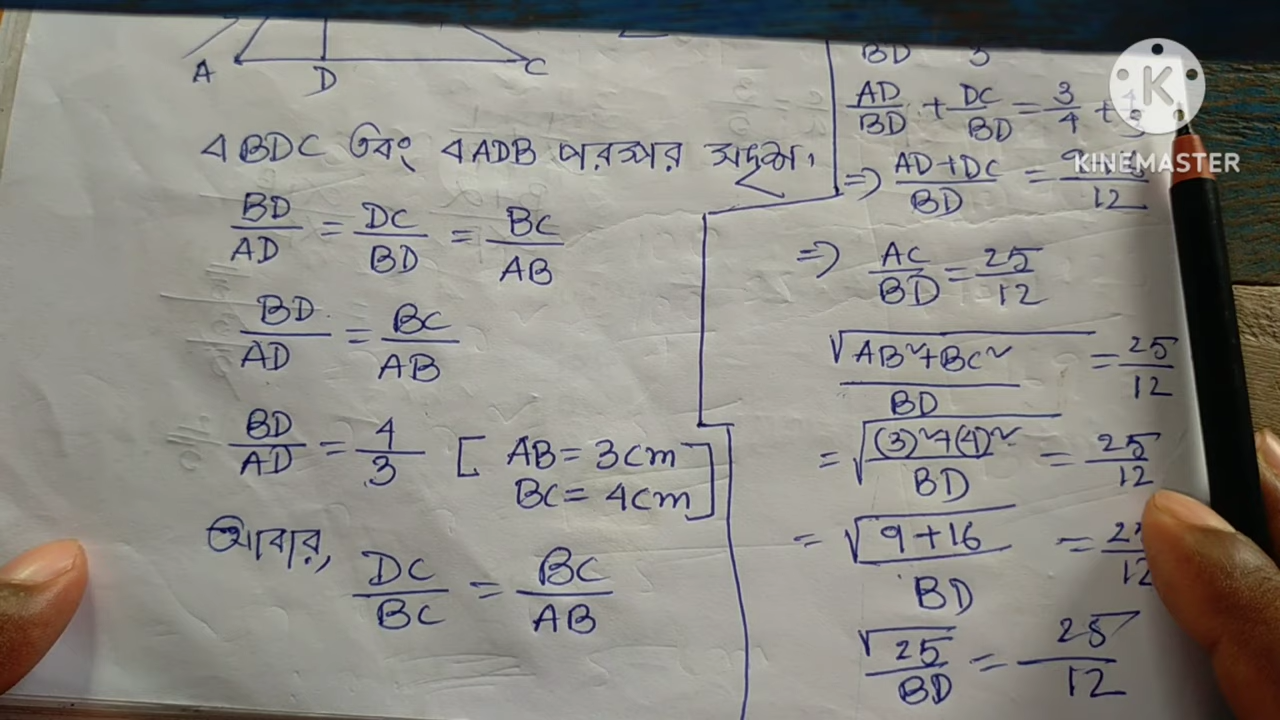 A D C
△BDC এবং △ADB পরস্পর সদৃশ।
BD/AD = DC/BD = BC/AB
BD/AD = BC/AB
BD/AD = 4/3 [AB = 3cm BC = 4cm]
আবার,
DC/BC = BC/AB
BD 3
AD/BD + DC/BD = 3/4 + 4/3
⇒ AD+DC/BD = 12
⇒ AC/BD = 25/12
√AB²+BC²/BD = 25/12
= √(3)²+(4)²/BD = 25/12
= √9+16/BD = 25/12
√25/BD = 25/12
K
KINEMASTER